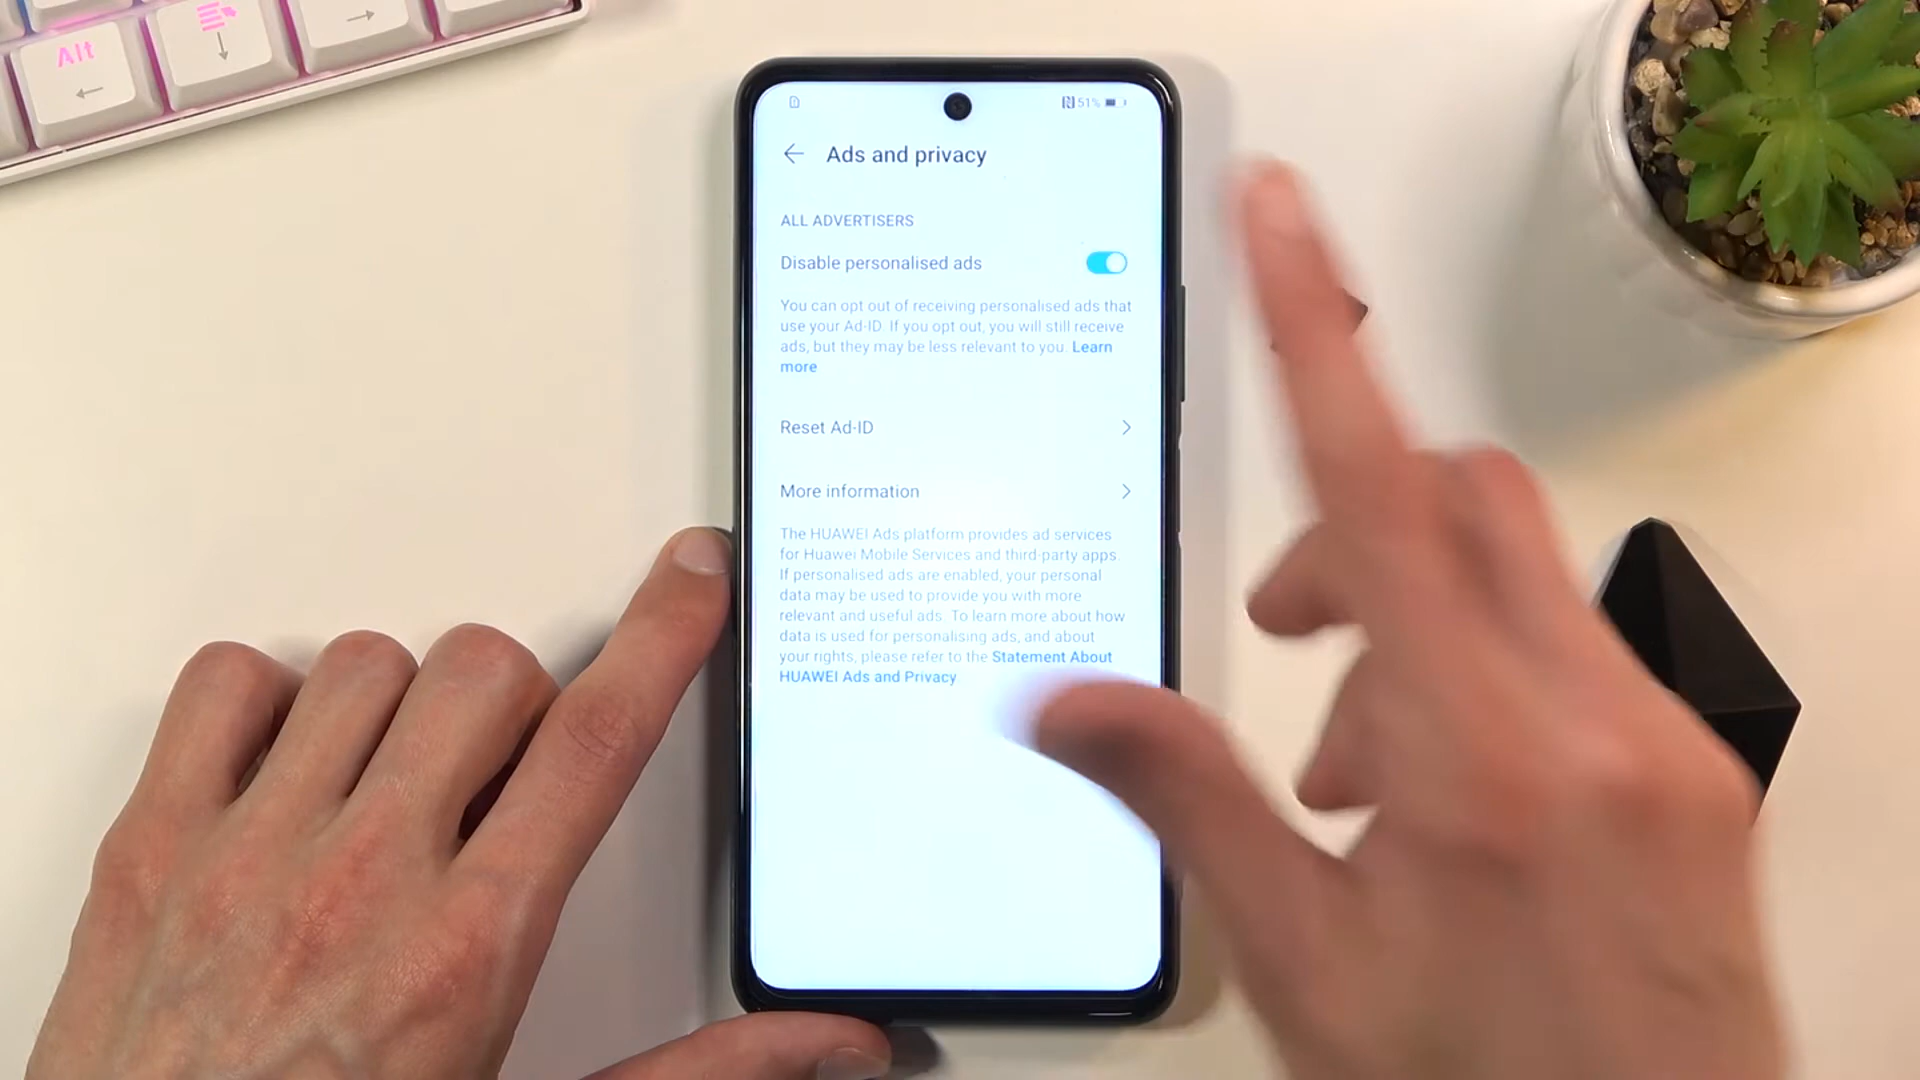 Alt
51%
Ads and privacy
ALL ADVERTISERS
Disable personalised ads
You can opt out of receiving personalised ads that
use your Ad-ID. If you opt out, you will still receive
ads, but they may be less relevant to you. Learn
more
Reset Ad-ID
More information
The HUAWEI Ads platform provides ad services
for Huawei Mobile Services and third-party apps.
If personalised ads are enabled, your personal
data may be used to provide you with more
relevant and useful ads. To learn more about how
data is used for personalising ads, and about
your rights, please refer to the Statement About
HUAWEI Ads and Privacy